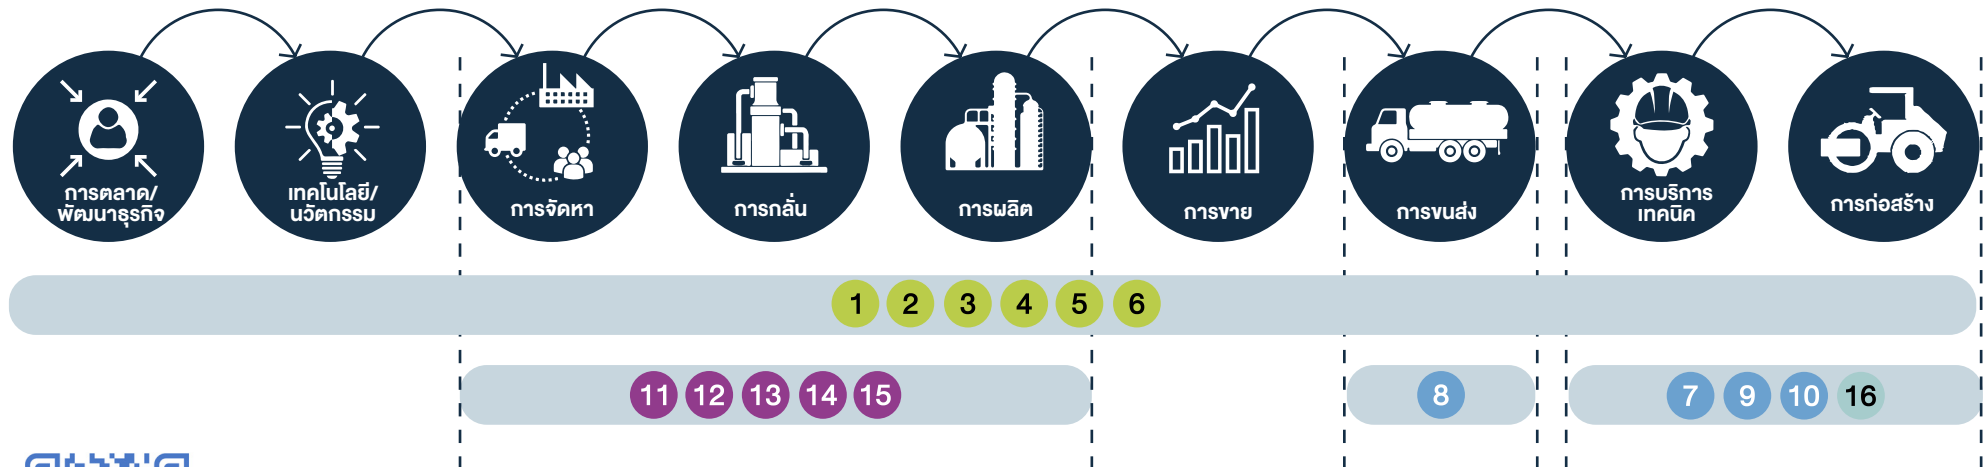 การตลาด/
พัฒนาธุรกิจ
เทคโนโลยี/
นวัตกรรม
การจัดหา
การกลั่น
การผลิต
การขาย
การขนส่ง
การบริการ
เทคนิค
การก่อสร้าง
1 2 3 4 5 6
11 12 13 14 15
8
7 9 10 16